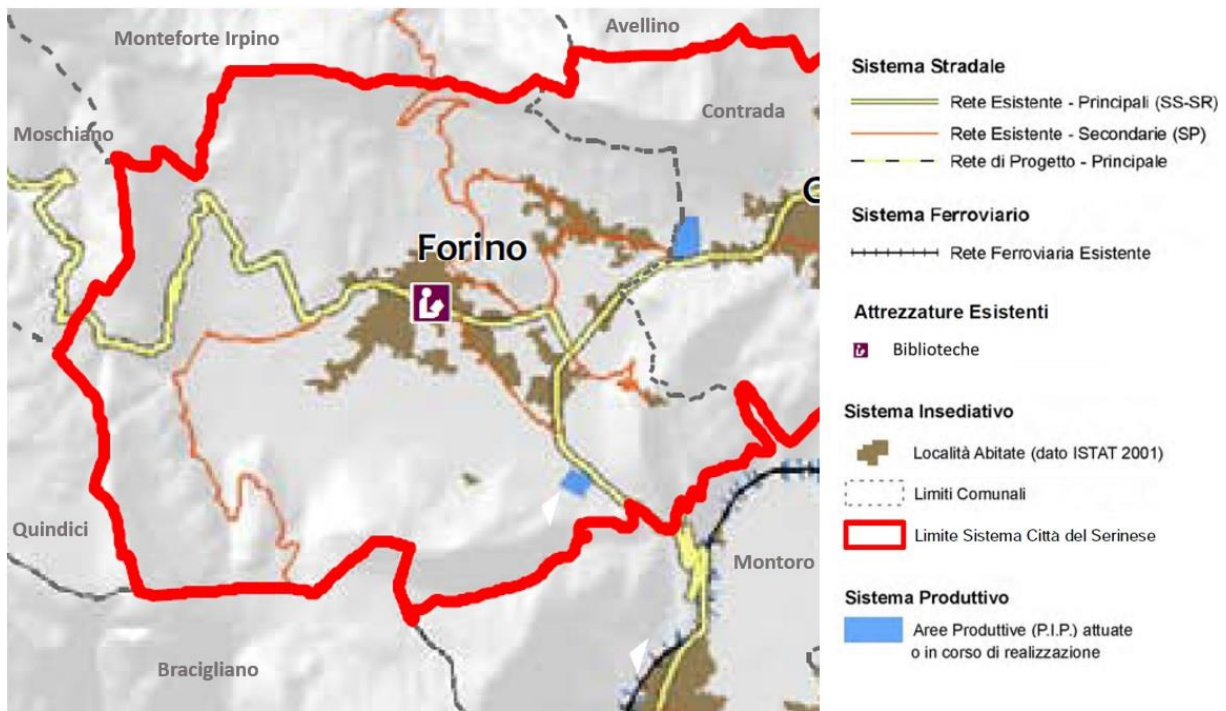 Monteforte Irpino
Avellino
Contrada
Moschiano
Forino
Quindici
Montoro
Bracigliano
Sistema Stradale
Rete Esistente - Principali (SS-SR)
Rete Esistente - Secondarie (SP)
Rete di Progetto - Principale
Sistema Ferroviario
Rete Ferroviaria Esistente
Attrezzature Esistenti
Biblioteche
Sistema Insediativo
Località Abitate (dato ISTAT 2001)
Limiti Comunali
Limite Sistema Città del Serinese
Sistema Produttivo
Aree Produttive (P.I.P.) attuate
o in corso di realizzazione